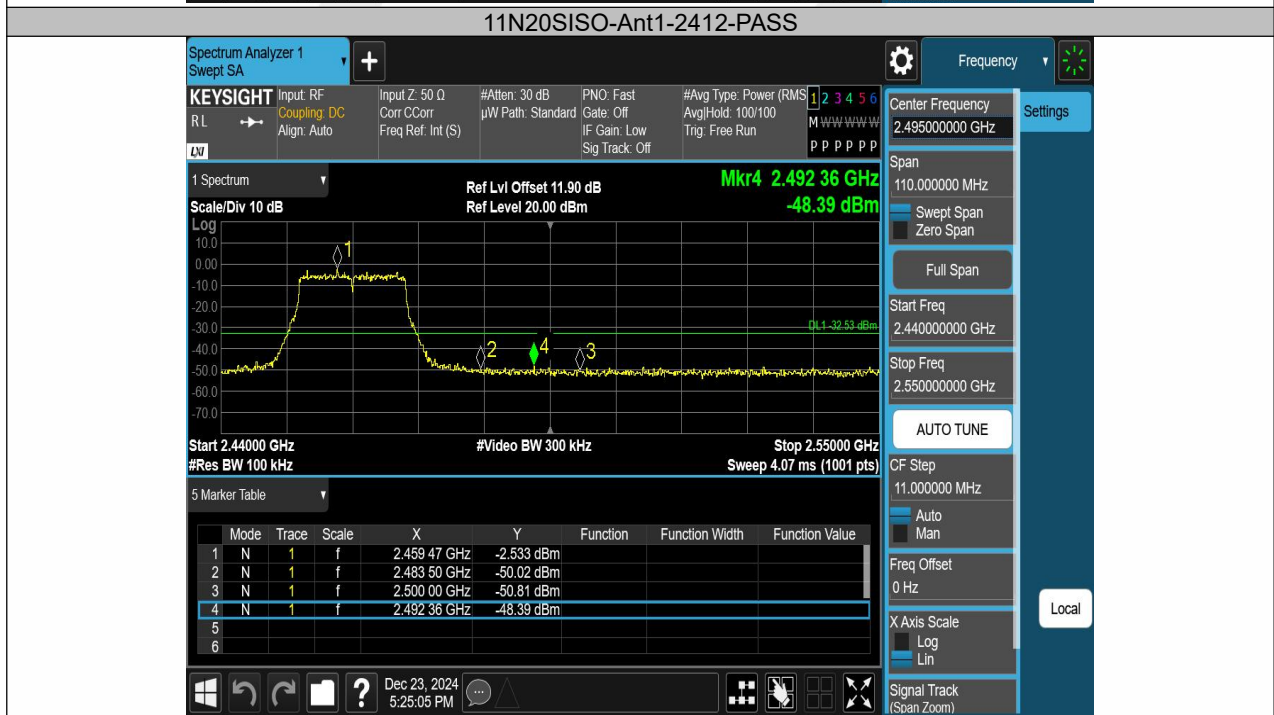 11N20SISO-Ant1-2412-PASS
Spectrum Analyzer 1
Swept SA
+
Frequency
KEYSIGHT
RL
LXI
Input: RF
Coupling: DC
Align: Auto
Input Z: 50 Ω
Corr CCorr
Freq Ref: Int (S)
#Atten: 30 dB
µW Path: Standard
PNO: Fast
Gate: Off
IF Gain: Low
Sig Track: Off
#Avg Type: Power (RMS
Avg|Hold: 100/100
Trig: Free Run
1 2 3 4 5 6
M W W W W W
P P P P P P
Center Frequency
2.495000000 GHz
Settings
Span
110.000000 MHz
Swept Span
Zero Span
Full Span
Start Freq
2.440000000 GHz
Stop Freq
2.550000000 GHz
AUTO TUNE
CF Step
11.000000 MHz
Auto
Man
Freq Offset
0 Hz
X Axis Scale
Log
Lin
Signal Track
(Span Zoom)
Local
1 Spectrum
Scale/Div 10 dB
Ref Lvl Offset 11.90 dB
Ref Level 20.00 dBm
Mkr4 2.492 36 GHz
-48.39 dBm
Log
10.0
0.00
-10.0
-20.0
-30.0
-40.0
-50.0
-60.0
-70.0
1
2
4
3
DL1 -32.53 dBm
Start 2.44000 GHz
#Video BW 300 kHz
Stop 2.55000 GHz
#Res BW 100 kHz
Sweep 4.07 ms (1001 pts)
5 Marker Table
Mode Trace Scale X Y Function Function Width Function Value
1 N 1 f 2.459 47 GHz -2.533 dBm
2 N 1 f 2.483 50 GHz -50.02 dBm
3 N 1 f 2.500 00 GHz -50.81 dBm
4 N 1 f 2.492 36 GHz -48.39 dBm
5
6
?
Dec 23, 2024
5:25:05 PM